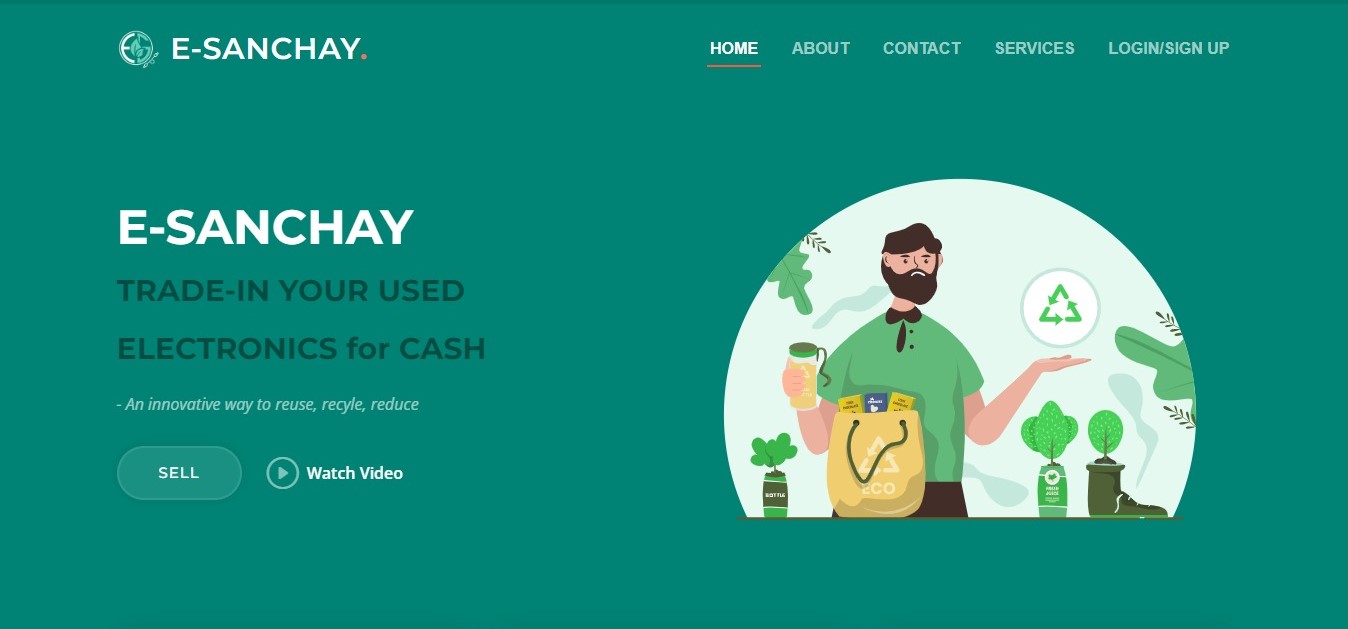 E-SANCHAY.
HOME ABOUT CONTACT SERVICES LOGIN/SIGN UP
E-SANCHAY
TRADE-IN YOUR USED
ELECTRONICS for CASH
- An innovative way to reuse, recyle, reduce
SELL Watch Video
ECO
BOTTLE
JUICE